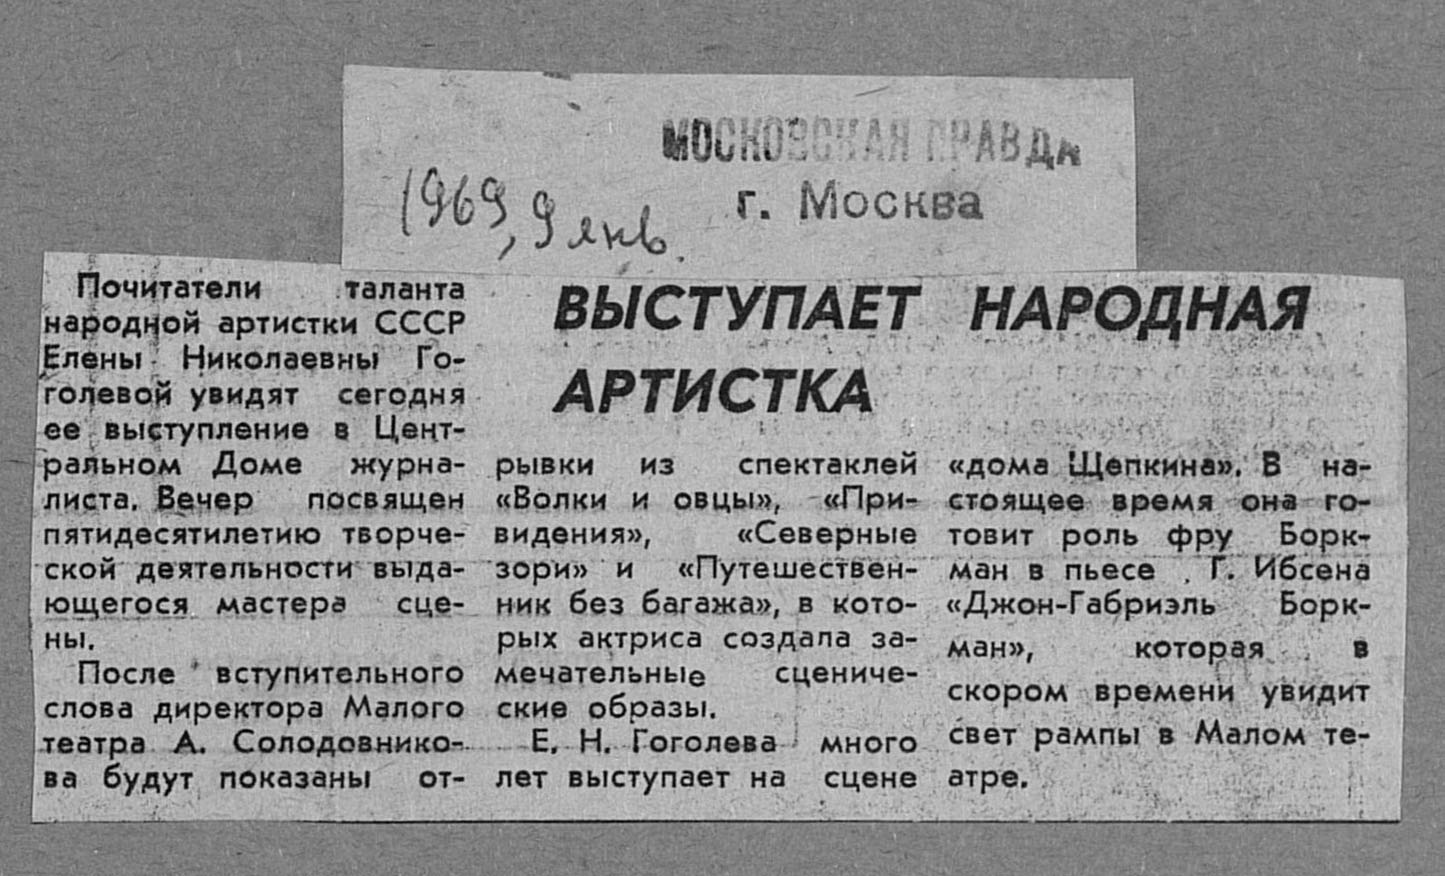 МОСКОВСКАЯ ПРАВДА
г. Москва
1969, 9 янв.
ВЫСТУПАЕТ НАРОДНАЯ
АРТИСТКА
Почитатели таланта
народной артистки СССР
Елены Николаевны Го-
голевой увидят сегодня
ее выступление в Цент-
ральном Доме журна-
листа. Вечер посвящен
пятидесятилетию творче-
ской деятельности выда-
ющегося мастера сце-
ны.
После вступительного
слова директора Малого
театра А. Солодовнико-
ва будут показаны от-
рывки из спектаклей
«Волки и овцы», «При-
видения», «Северные
зори» и «Путешествен-
ник без багажа», в кото-
рых актриса создала за-
мечательные сцениче-
ские образы.
Е. Н. Гоголева много
лет выступает на сцене
«дома Щепкина». В на-
стоящее время она го-
товит роль фру Борк-
ман в пьесе Г. Ибсена
«Джон-Габриэль Борк-
ман», которая в
скором времени увидит
свет рампы в Малом те-
атре.